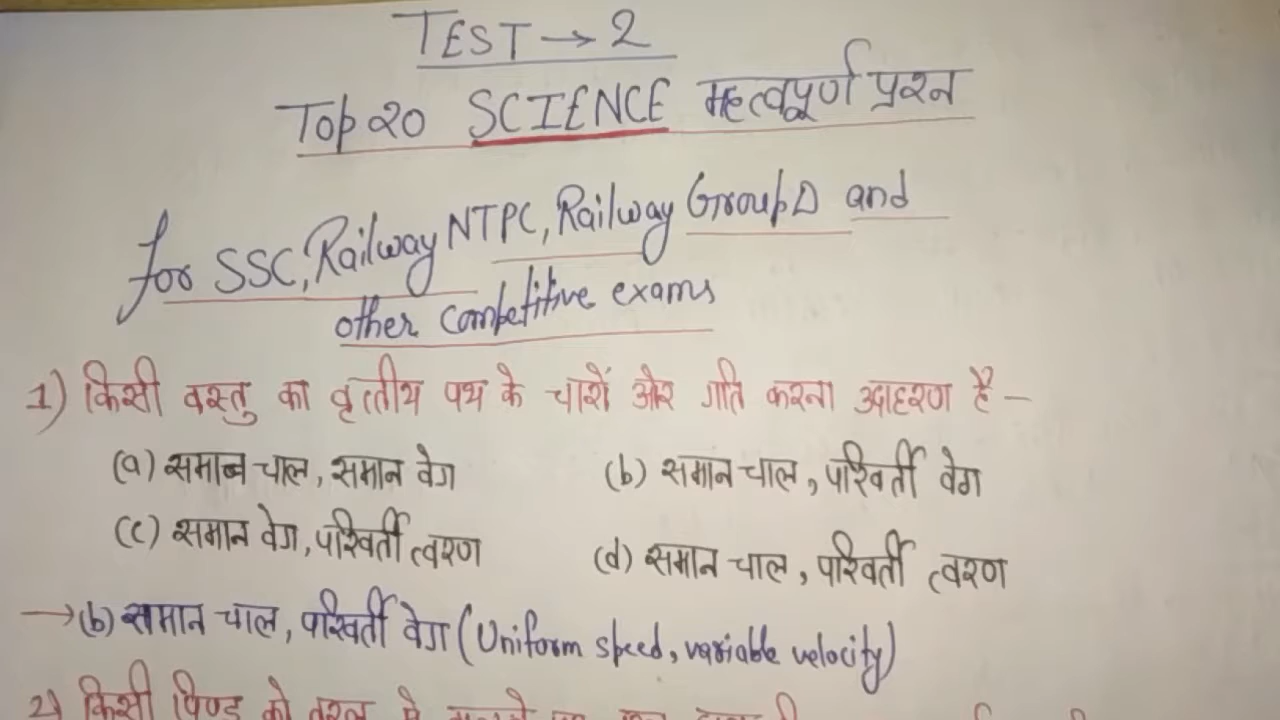 TEST → 2
Top 20 SCIENCE महत्वपूर्ण प्रश्न
for SSC, Railway NTPC, Railway Group D and
other competitive exams
1) किसी वस्तु का वृत्तीय पथ के चारों ओर गति करना उदाहरण है -
(a) समान चाल, समान वेग (b) समान चाल, परिवर्ती वेग
(c) समान वेग, परिवर्ती त्वरण (d) समान चाल, परिवर्ती त्वरण
→ (b) समान चाल, परिवर्ती वेग (Uniform speed, variable velocity)
2) किसी पिण्ड को तरल मे